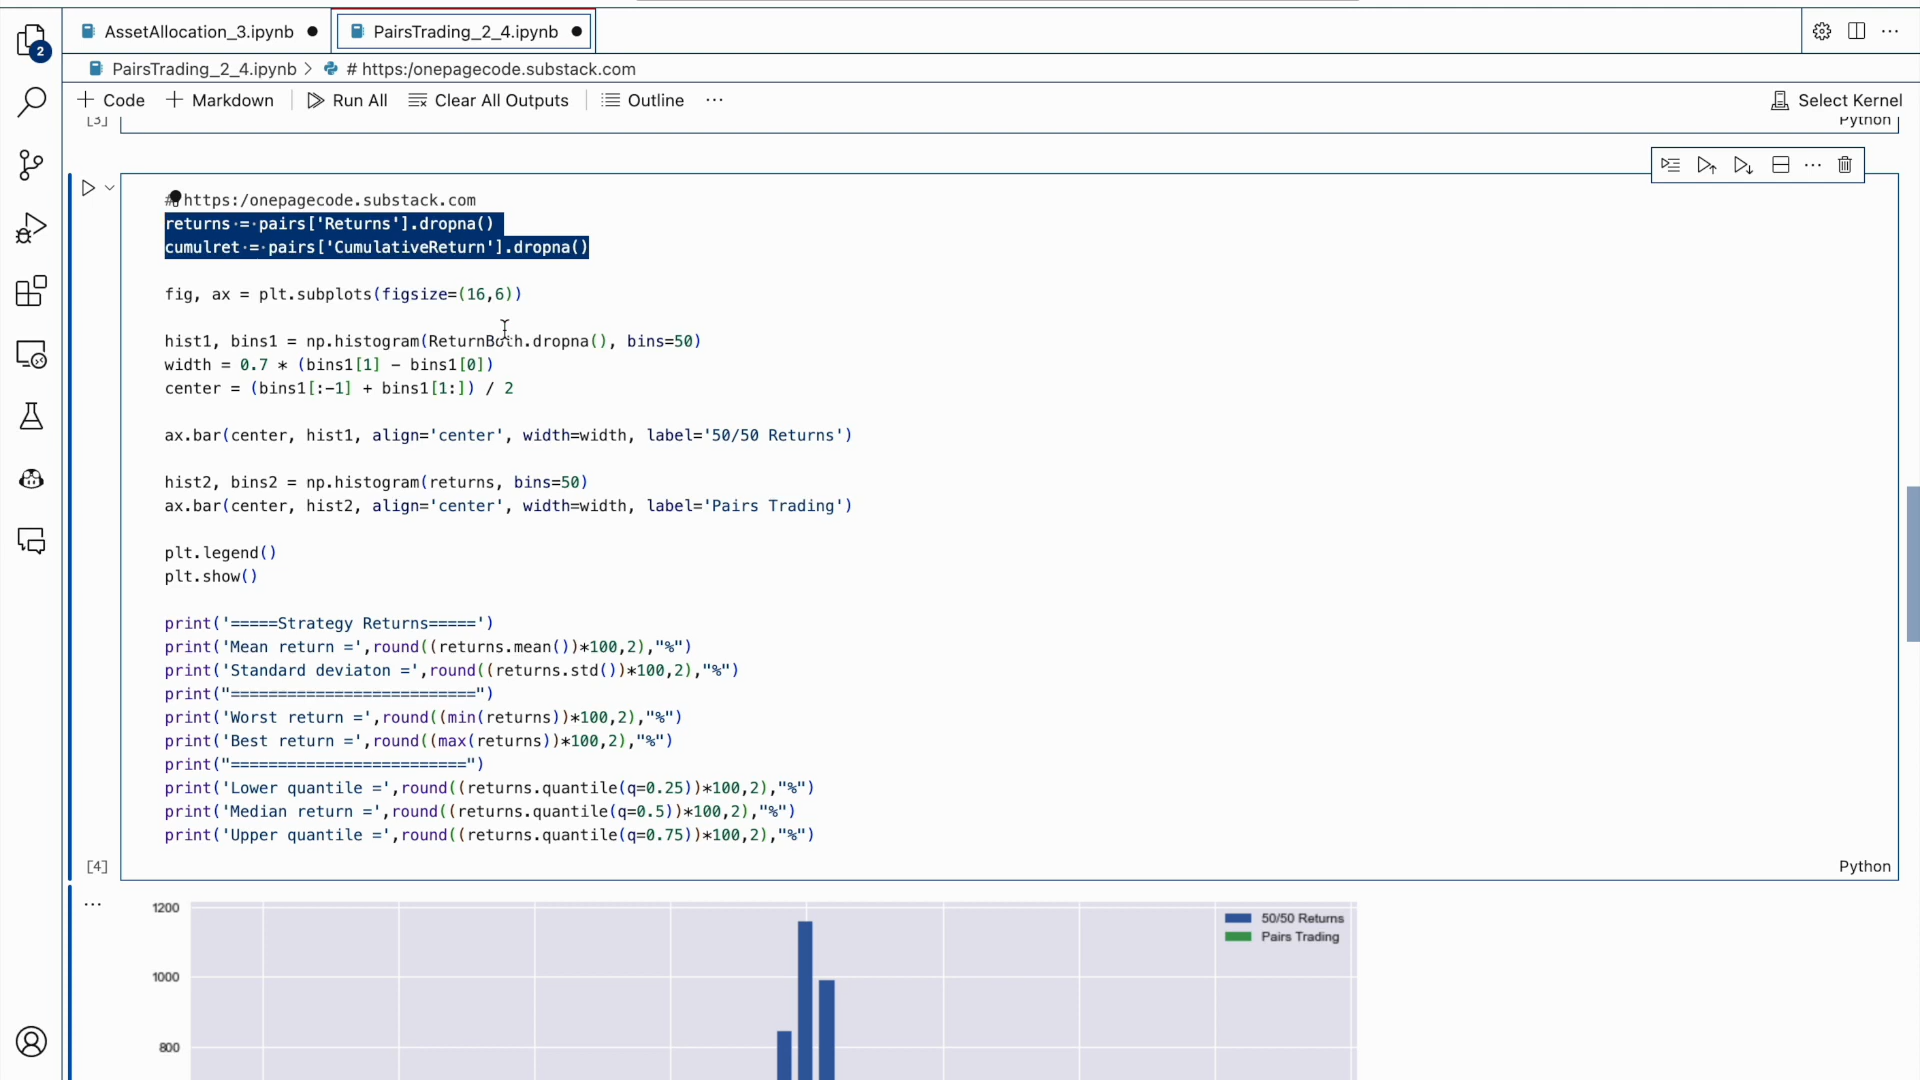 AssetAllocation_3.ipynb
PairsTrading_2_4.ipynb
2
PairsTrading_2_4.ipynb > # https:/onepagecode.substack.com
+ Code + Markdown Run All Clear All Outputs Outline ...
Select Kernel
[3]
Python
# https:/onepagecode.substack.com
returns = pairs['Returns'].dropna()
cumulret = pairs['CumulativeReturn'].dropna()
fig, ax = plt.subplots(figsize=(16,6))
hist1, bins1 = np.histogram(ReturnBoth.dropna(), bins=50)
width = 0.7 * (bins1[1] - bins1[0])
center = (bins1[:-1] + bins1[1:]) / 2
ax.bar(center, hist1, align='center', width=width, label='50/50 Returns')
hist2, bins2 = np.histogram(returns, bins=50)
ax.bar(center, hist2, align='center', width=width, label='Pairs Trading')
plt.legend()
plt.show()
print('=====Strategy Returns=====')
print('Mean return =',round((returns.mean())*100,2),"%")
print('Standard deviaton =',round((returns.std())*100,2),"%")
print("==========================")
print('Worst return =',round((min(returns))*100,2),"%")
print('Best return =',round((max(returns))*100,2),"%")
print("=========================")
print('Lower quantile =',round((returns.quantile(q=0.25))*100,2),"%")
print('Median return =',round((returns.quantile(q=0.5))*100,2),"%")
print('Upper quantile =',round((returns.quantile(q=0.75))*100,2),"%")
[4]
Python
1200
50/50 Returns
Pairs Trading
1000
800